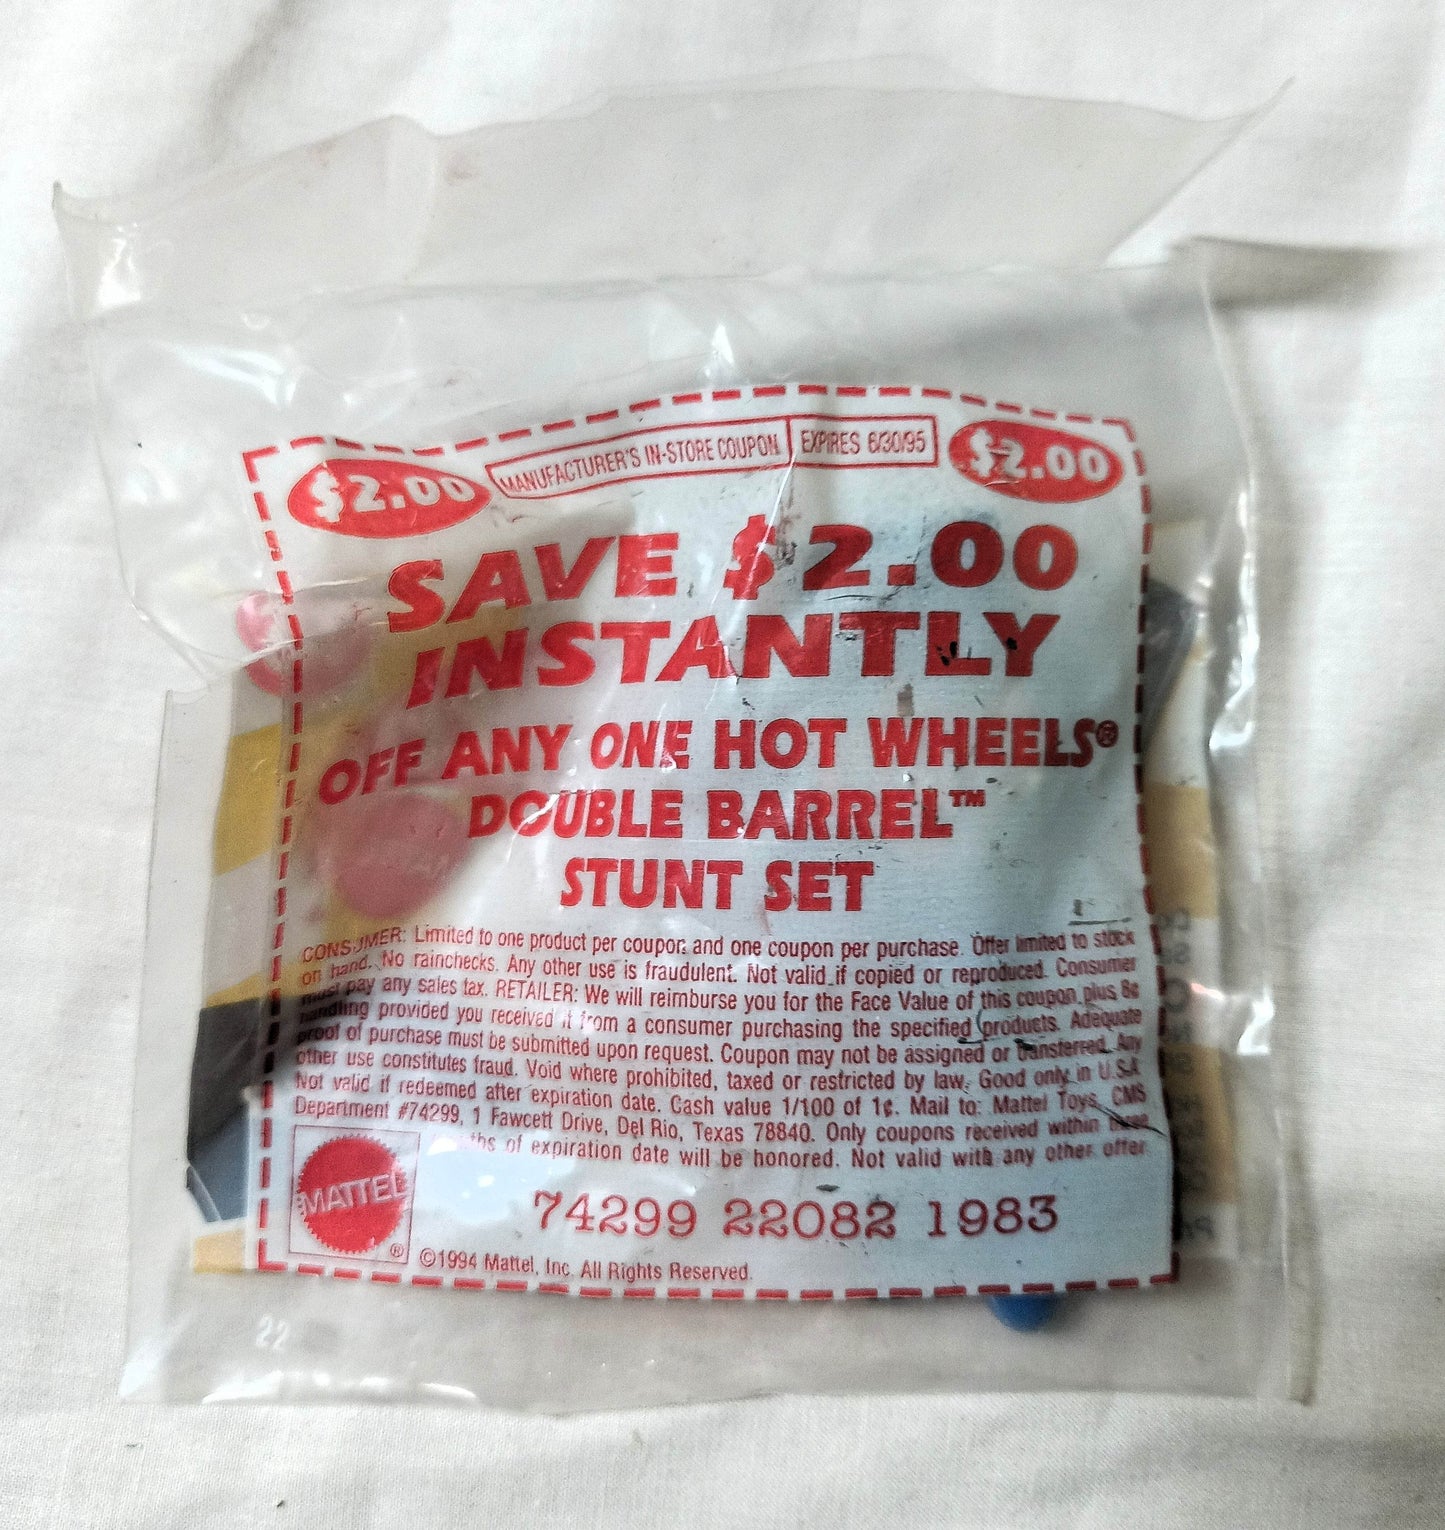 $2.00 MANUFACTURER'S IN-STORE COUPON EXPIRES 6/30/95 $2.00
SAVE $2.00
INSTANTLY
OFF ANY ONE HOT WHEELS®
DOUBLE BARREL™
STUNT SET
CONSUMER: Limited to one product per coupon and one coupon per purchase. Offer limited to stock
on hand. No rainchecks. Any other use is fraudulent. Not valid if copied or reproduced. Consumer
must pay any sales tax. RETAILER: We will reimburse you for the Face Value of this coupon plus 8¢
handling provided you received it from a consumer purchasing the specified products. Adequate
proof of purchase must be submitted upon request. Coupon may not be assigned or transferred. Any
other use constitutes fraud. Void where prohibited, taxed or restricted by law. Good only in U.S.A.
Not valid if redeemed after expiration date. Cash value 1/100 of 1¢. Mail to: Mattel Toys, CMS
Department #74299, 1 Fawcett Drive, Del Rio, Texas 78840. Only coupons received within
of expiration date will be honored. Not valid with any other offer
MATTEL ®
74299 22082 1983
©1994 Mattel, Inc. All Rights Reserved.
22